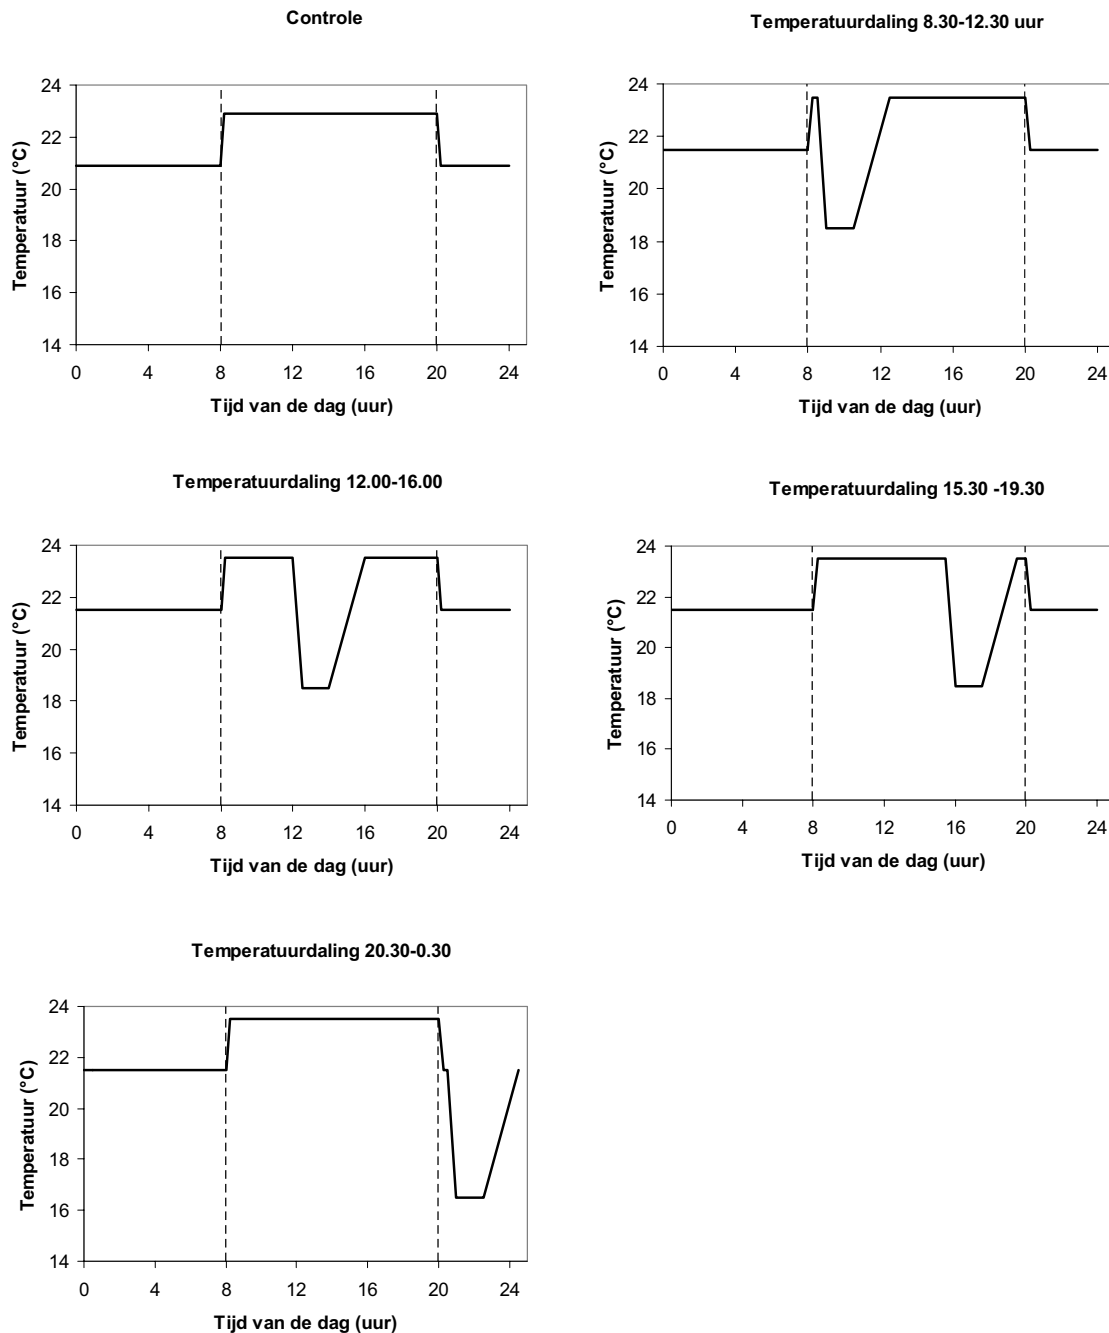 Controle
24
22
20
18
16
14
Temperatuur (°C)
0 4 8 12 16 20 24
Tijd van de dag (uur)
Temperatuurdaling 8.30-12.30 uur
24
22
20
18
16
14
Temperatuur (°C)
0 4 8 12 16 20 24
Tijd van de dag (uur)
Temperatuurdaling 12.00-16.00
24
22
20
18
16
14
Temperatuur (°C)
0 4 8 12 16 20 24
Tijd van de dag (uur)
Temperatuurdaling 15.30 -19.30
24
22
20
18
16
14
Temperatuur (°C)
0 4 8 12 16 20 24
Tijd van de dag (uur)
Temperatuurdaling 20.30-0.30
24
22
20
18
16
14
Temperatuur (°C)
0 4 8 12 16 20 24
Tijd van de dag (uur)